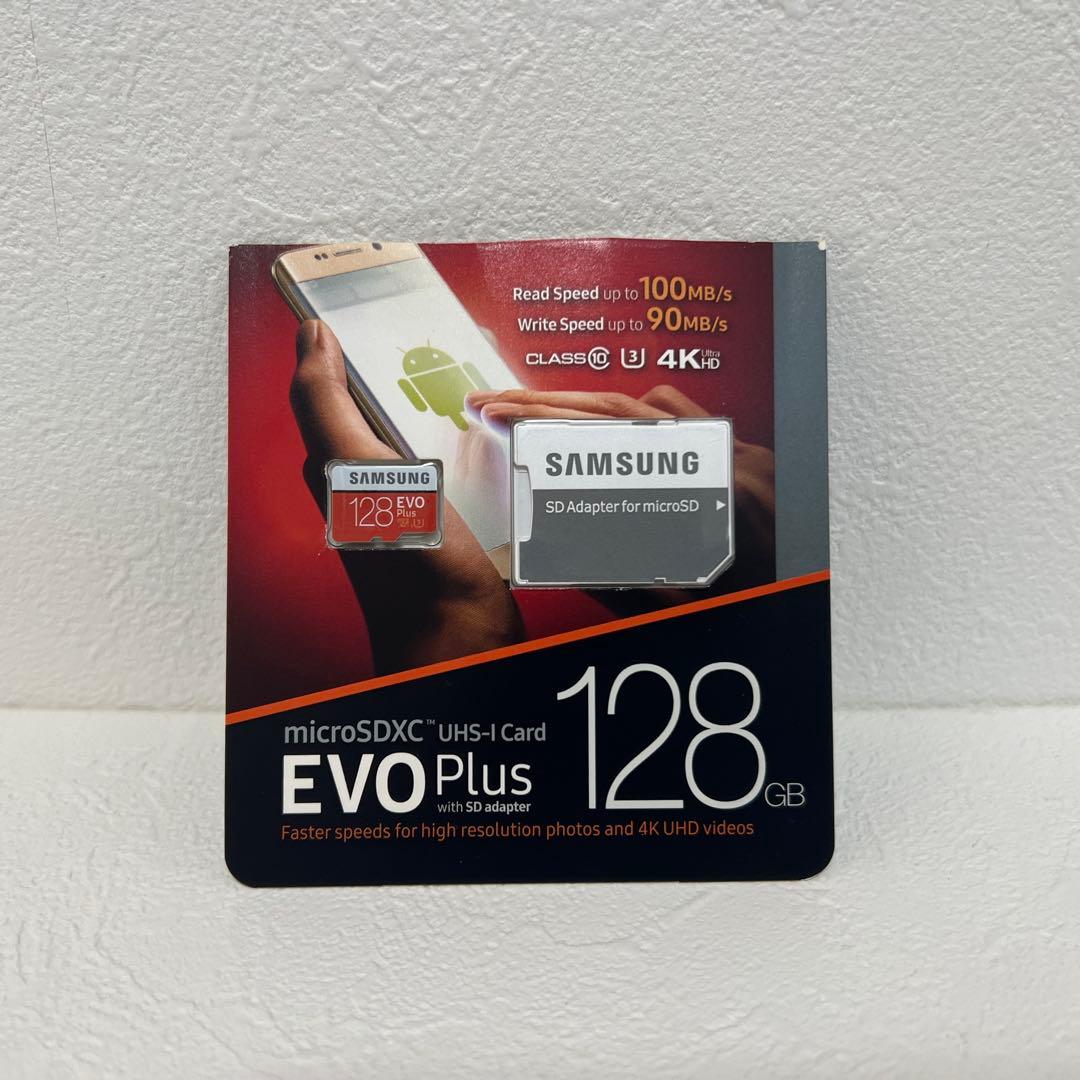 Read Speed up to 100MB/s
Write Speed up to 90MB/s
CLASS 10 U3 4K Ultra HD
SAMSUNG
128 EVO Plus
SAMSUNG
SD Adapter for microSD
microSDXC™ UHS-I Card
EVO Plus
with SD adapter
128GB
Faster speeds for high resolution photos and 4K UHD videos